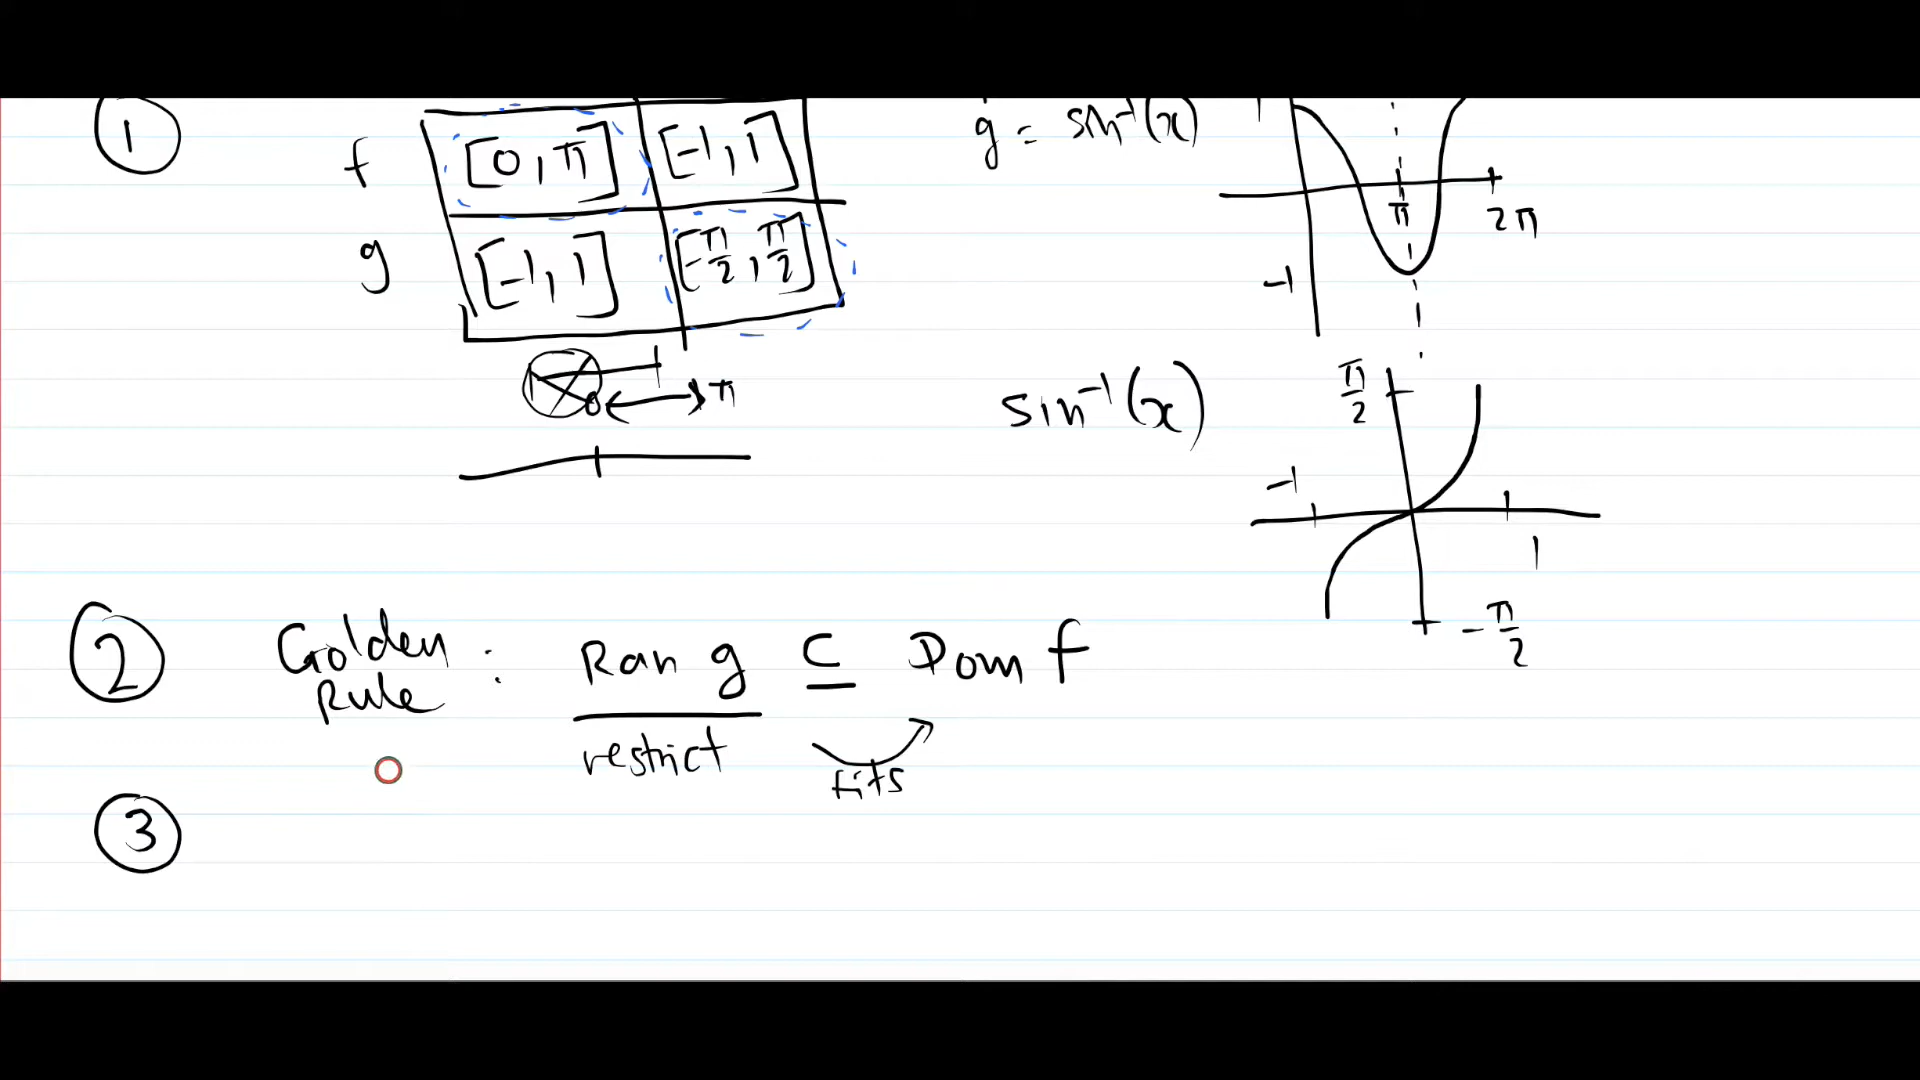 ①
f [0, π] [-1, 1]
g [-1, 1] [-π/2, π/2]
0 π
g = sin⁻¹(x)
1
π
2π
-1
sin⁻¹(x)
π/2
-1
1
-π/2
② Golden Rule : Ran g ⊆ Dom f
restrict fits
③